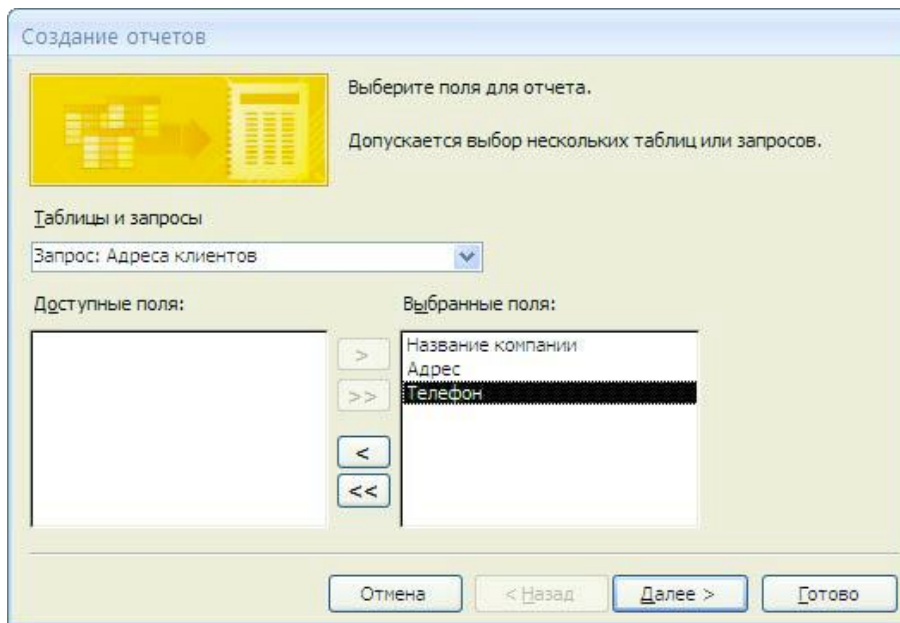 Создание отчетов
Выберите поля для отчета.
Допускается выбор нескольких таблиц или запросов.
Таблицы и запросы
Запрос: Адреса клиентов
Доступные поля:
Выбранные поля:
Название компании
Адрес
Телефон
>
>>
<
<<
Отмена
< Назад
Далее >
Готово